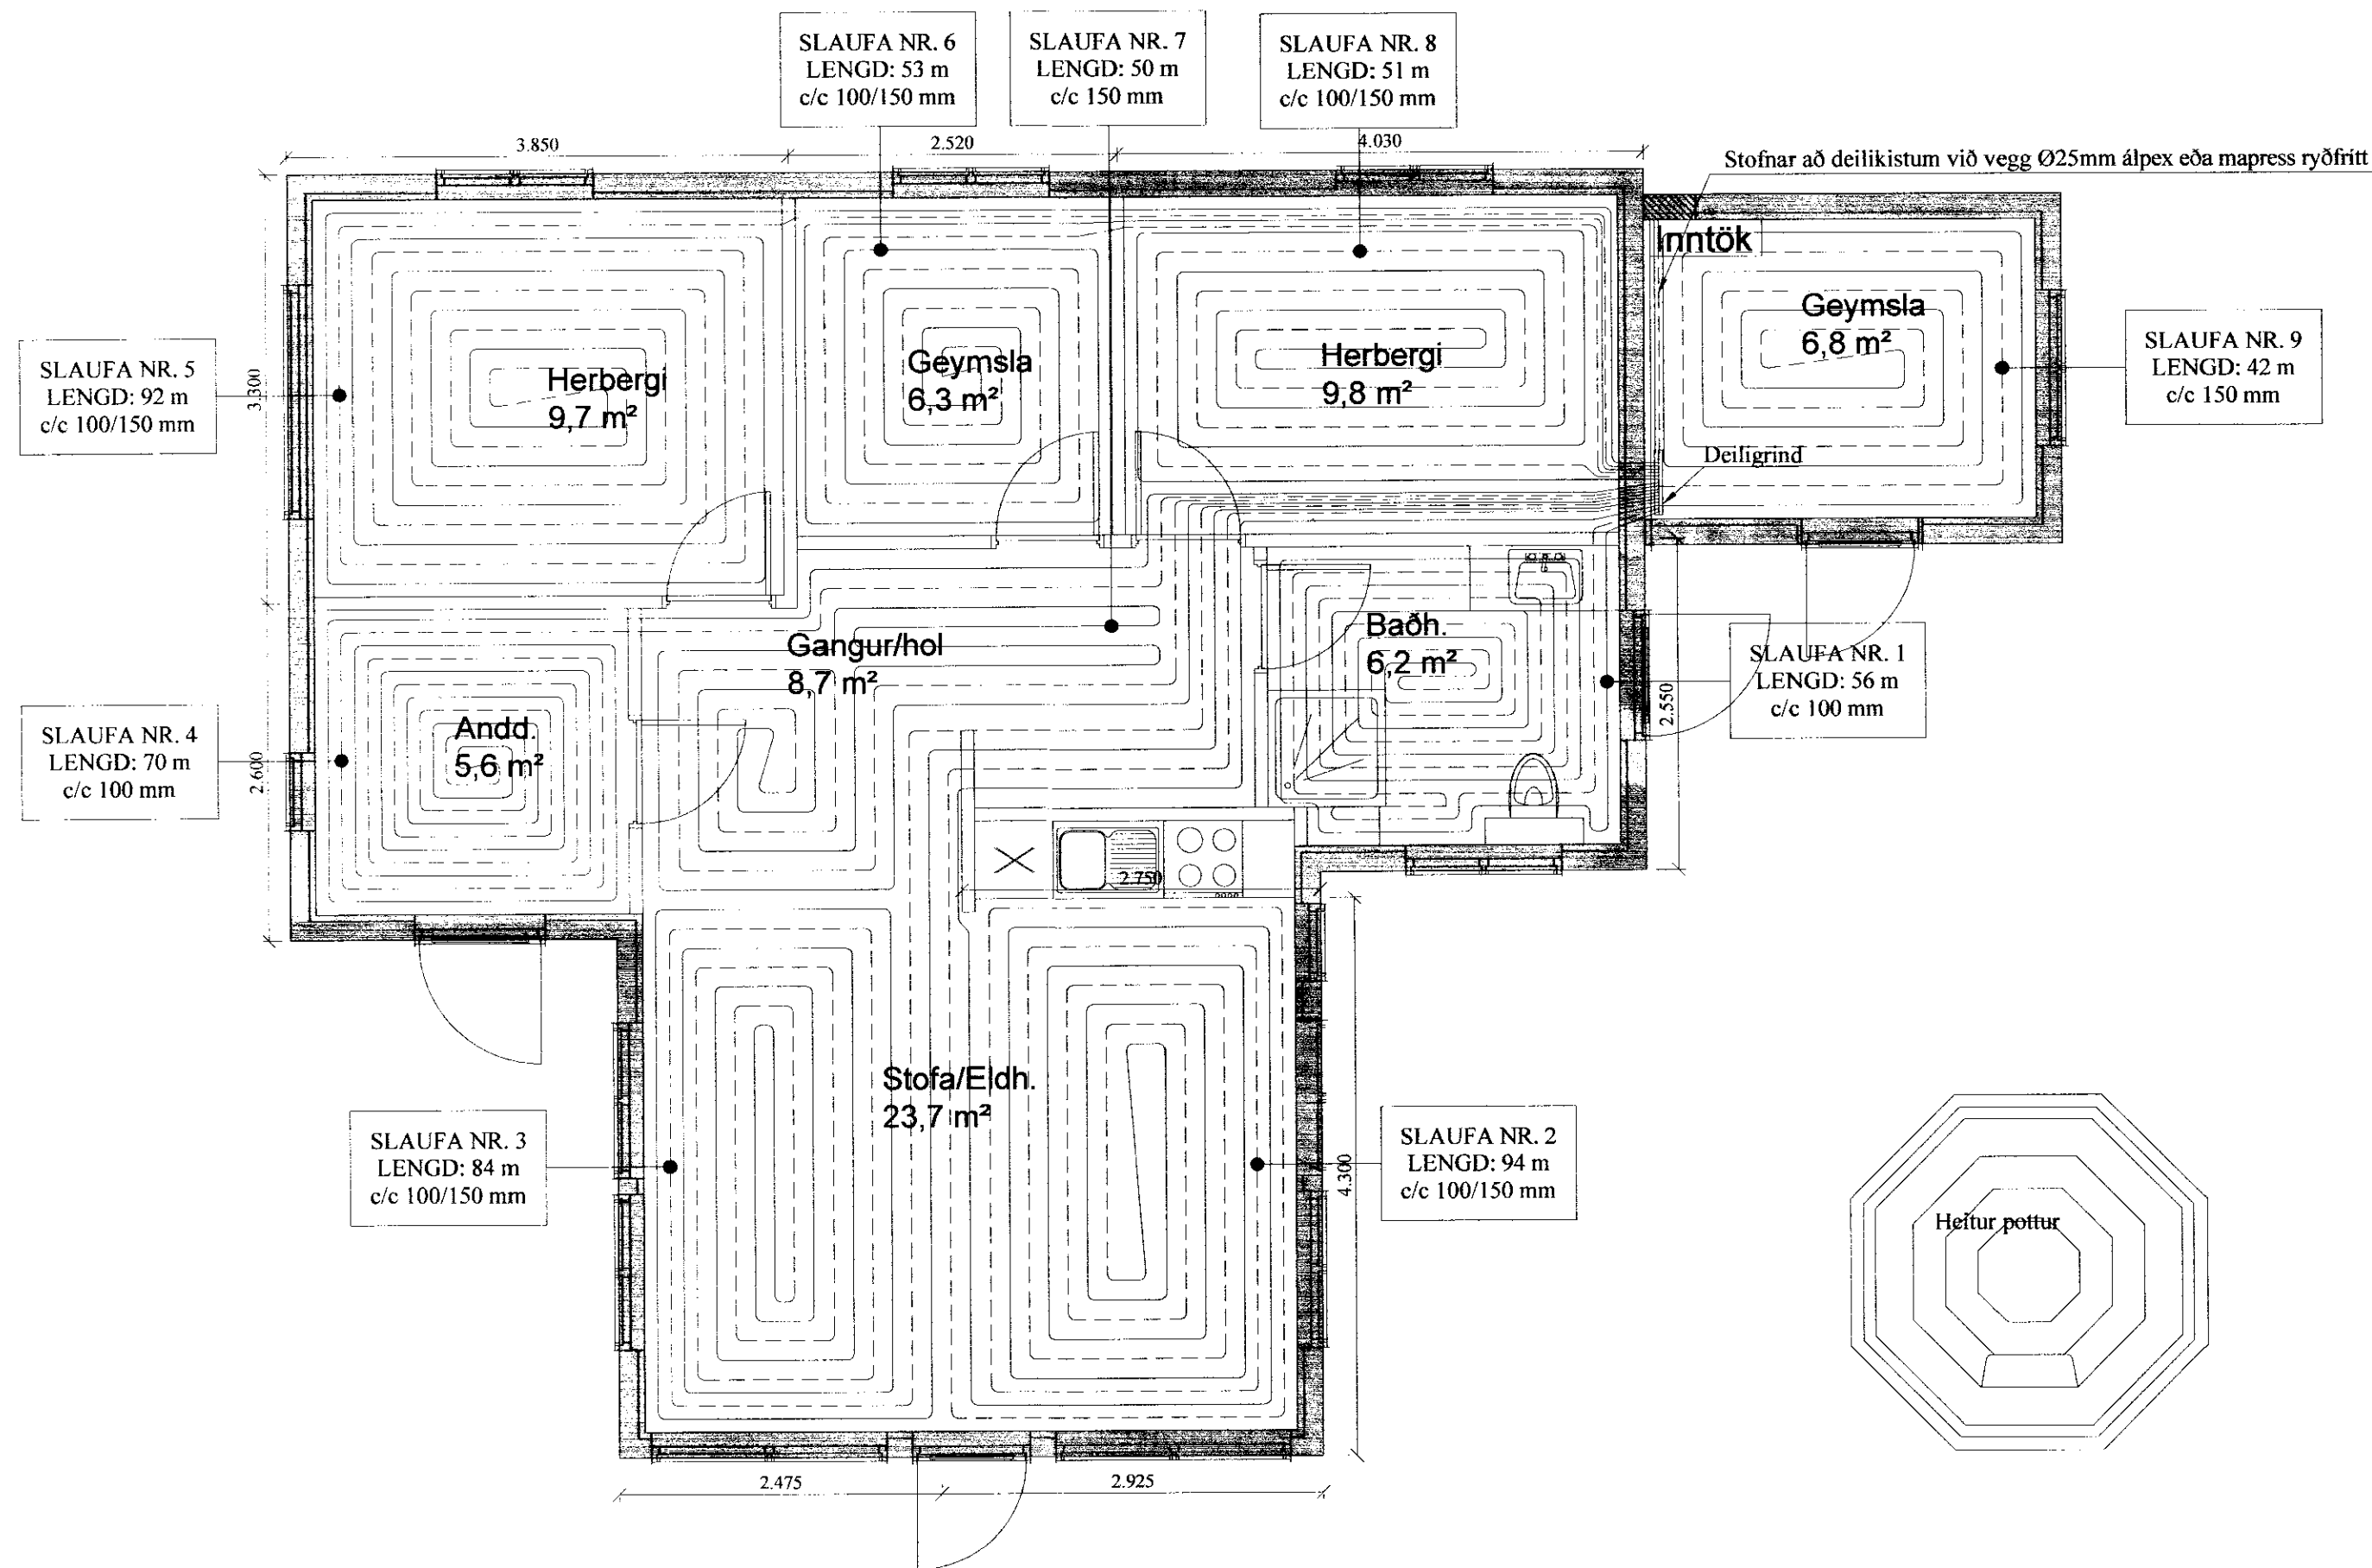 SLAUFA NR. 6
LENGD: 53 m
c/c 100/150 mm
SLAUFA NR. 7
LENGD: 50 m
c/c 150 mm
SLAUFA NR. 8
LENGD: 51 m
c/c 100/150 mm
3.850
2.520
4.030
Stofnar að deilikistum við vegg Ø25mm álpex eða mapress ryðfrítt
Inntök
Geymsla
6,8 m²
SLAUFA NR. 9
LENGD: 42 m
c/c 150 mm
SLAUFA NR. 5
LENGD: 92 m
c/c 100/150 mm
3.300
Herbergi
9,7 m²
Geymsla
6,3 m²
Herbergi
9,8 m²
Deiligrind
Gangur/hol
8,7 m²
Baðh.
6,2 m²
SLAUFA NR. 1
LENGD: 56 m
c/c 100 mm
2.550
SLAUFA NR. 4
LENGD: 70 m
c/c 100 mm
2.600
Andd.
5,6 m²
2.750
Stofa/Eldh.
23,7 m²
SLAUFA NR. 3
LENGD: 84 m
c/c 100/150 mm
SLAUFA NR. 2
LENGD: 94 m
c/c 100/150 mm
4.300
Heitur pottur
2.475
2.925